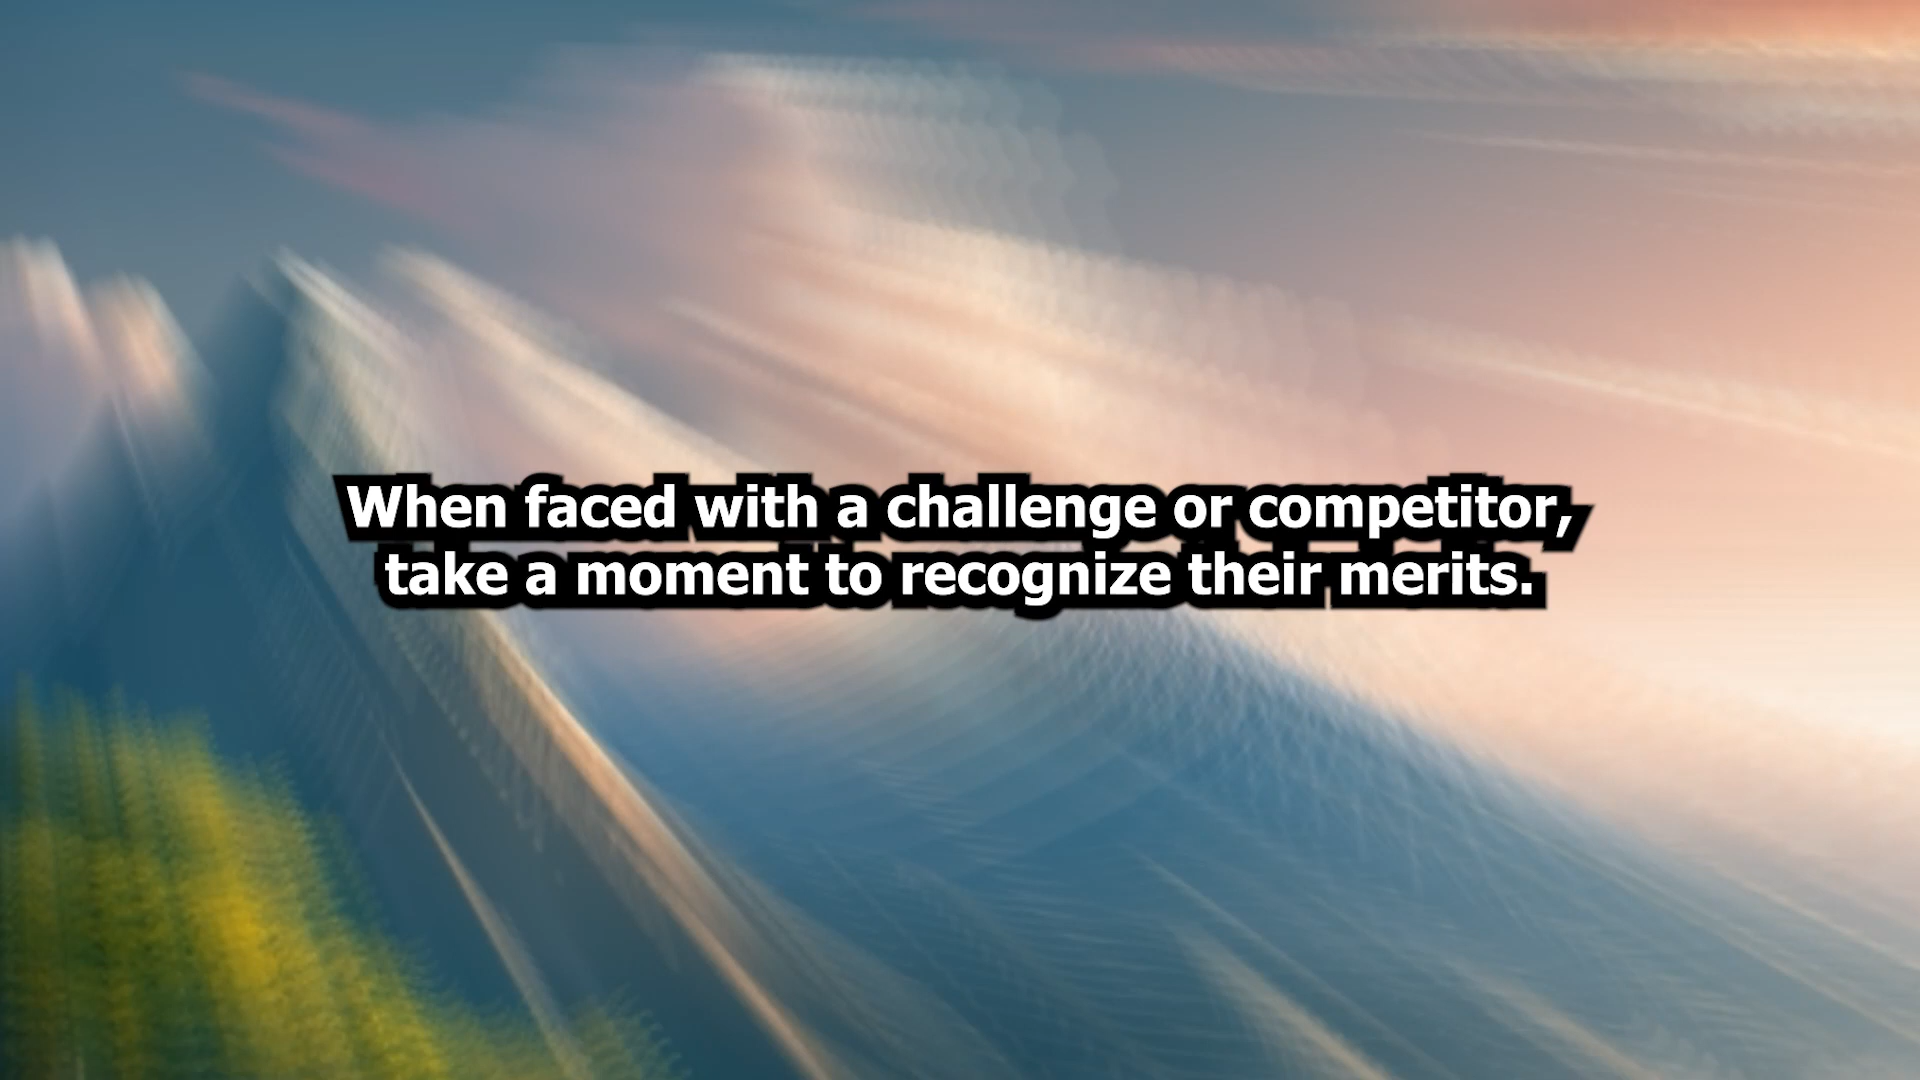 When faced with a challenge or competitor,
take a moment to recognize their merits.